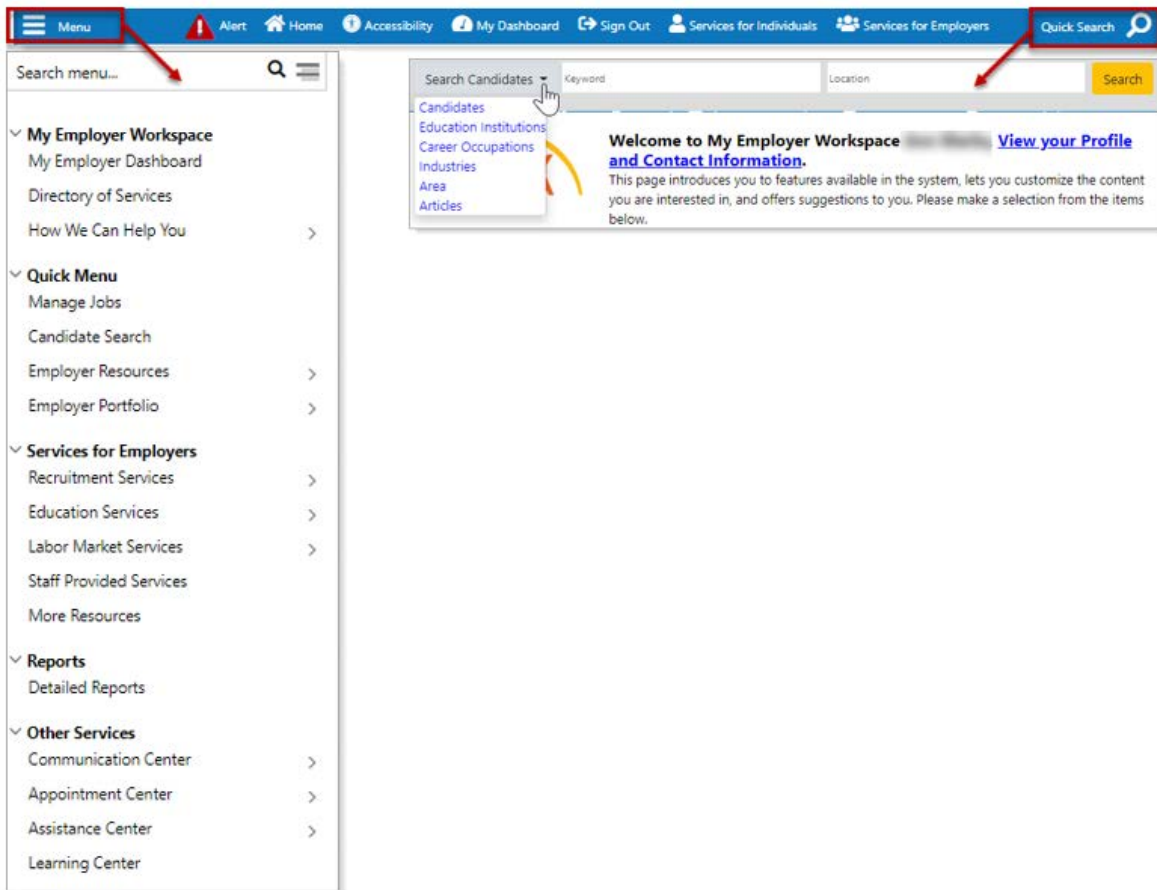 Menu
Alert
Home
Accessibility
My Dashboard
Sign Out
Services for Individuals
Services for Employers
Quick Search
Search menu...
My Employer Workspace
My Employer Dashboard
Directory of Services
How We Can Help You
Quick Menu
Manage Jobs
Candidate Search
Employer Resources
Employer Portfolio
Services for Employers
Recruitment Services
Education Services
Labor Market Services
Staff Provided Services
More Resources
Reports
Detailed Reports
Other Services
Communication Center
Appointment Center
Assistance Center
Learning Center
Search Candidates
Keyword
Location
Search
Candidates
Education Institutions
Career Occupations
Industries
Area
Articles
Welcome to My Employer Workspace View your Profile
and Contact Information.
This page introduces you to features available in the system, lets you customize the content
you are interested in, and offers suggestions to you. Please make a selection from the items
below.